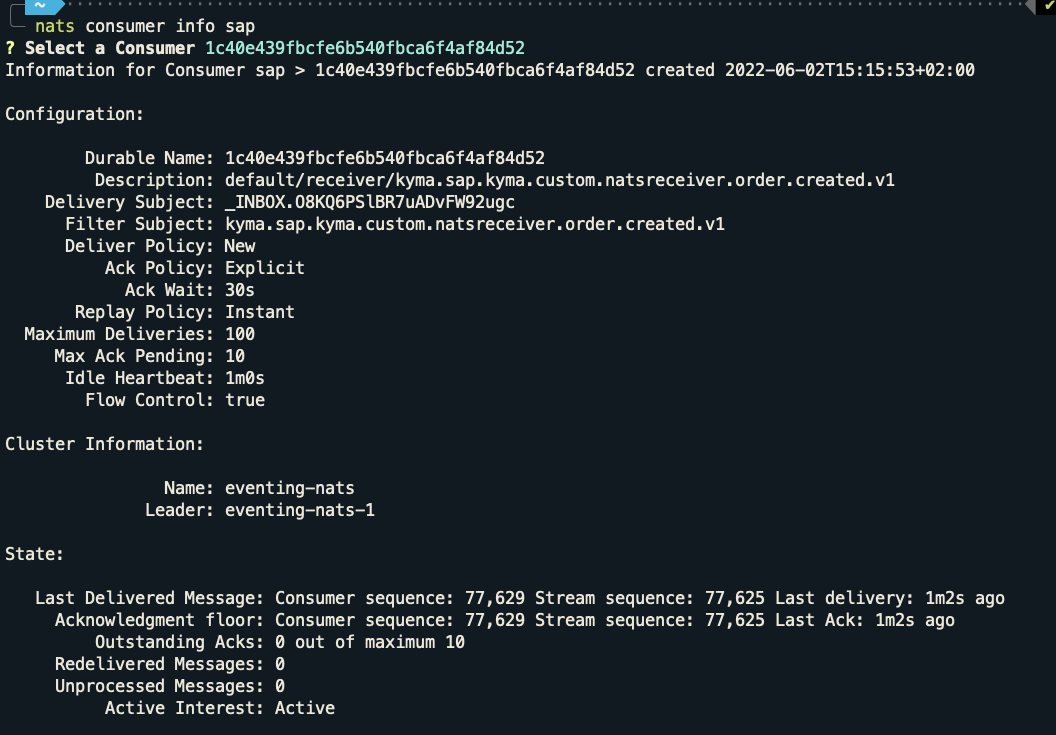 ~
nats consumer info sap
? Select a Consumer 1c40e439fbcfe6b540fbca6f4af84d52
Information for Consumer sap > 1c40e439fbcfe6b540fbca6f4af84d52 created 2022-06-02T15:15:53+02:00
Configuration:
Durable Name: 1c40e439fbcfe6b540fbca6f4af84d52
Description: default/receiver/kyma.sap.kyma.custom.natsreceiver.order.created.v1
Delivery Subject: _INBOX.O8KQ6PSlBR7uADvFW92ugc
Filter Subject: kyma.sap.kyma.custom.natsreceiver.order.created.v1
Deliver Policy: New
Ack Policy: Explicit
Ack Wait: 30s
Replay Policy: Instant
Maximum Deliveries: 100
Max Ack Pending: 10
Idle Heartbeat: 1m0s
Flow Control: true
Cluster Information:
Name: eventing-nats
Leader: eventing-nats-1
State:
Last Delivered Message: Consumer sequence: 77,629 Stream sequence: 77,625 Last delivery: 1m2s ago
Acknowledgment floor: Consumer sequence: 77,629 Stream sequence: 77,625 Last Ack: 1m2s ago
Outstanding Acks: 0 out of maximum 10
Redelivered Messages: 0
Unprocessed Messages: 0
Active Interest: Active